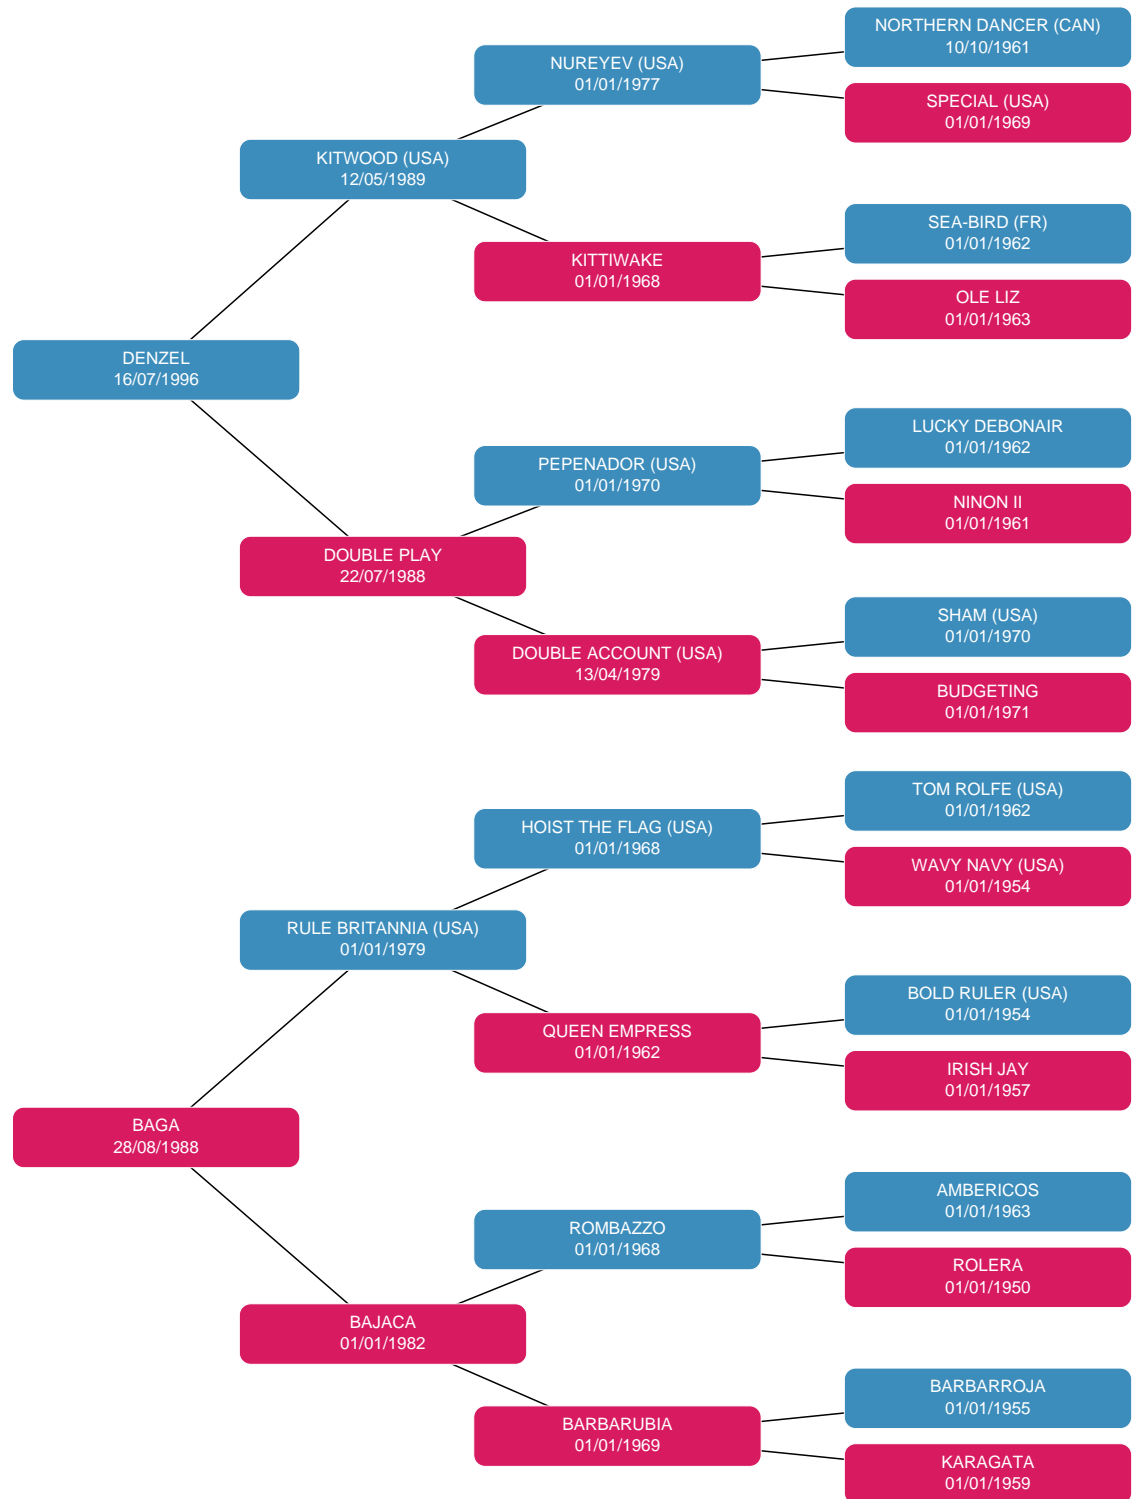 NORTHERN DANCER (CAN)
10/10/1961
NUREYEV (USA)
01/01/1977
SPECIAL (USA)
01/01/1969
KITWOOD (USA)
12/05/1989
SEA-BIRD (FR)
01/01/1962
KITTIWAKE
01/01/1968
OLE LIZ
01/01/1963
DENZEL
16/07/1996
LUCKY DEBONAIR
01/01/1962
PEPENADOR (USA)
01/01/1970
NINON II
01/01/1961
DOUBLE PLAY
22/07/1988
SHAM (USA)
01/01/1970
DOUBLE ACCOUNT (USA)
13/04/1979
BUDGETING
01/01/1971
TOM ROLFE (USA)
01/01/1962
HOIST THE FLAG (USA)
01/01/1968
WAVY NAVY (USA)
01/01/1954
RULE BRITANNIA (USA)
01/01/1979
BOLD RULER (USA)
01/01/1954
QUEEN EMPRESS
01/01/1962
IRISH JAY
01/01/1957
BAGA
28/08/1988
AMBERICOS
01/01/1963
ROMBAZZO
01/01/1968
ROLERA
01/01/1950
BAJACA
01/01/1982
BARBARROJA
01/01/1955
BARBARUBIA
01/01/1969
KARAGATA
01/01/1959